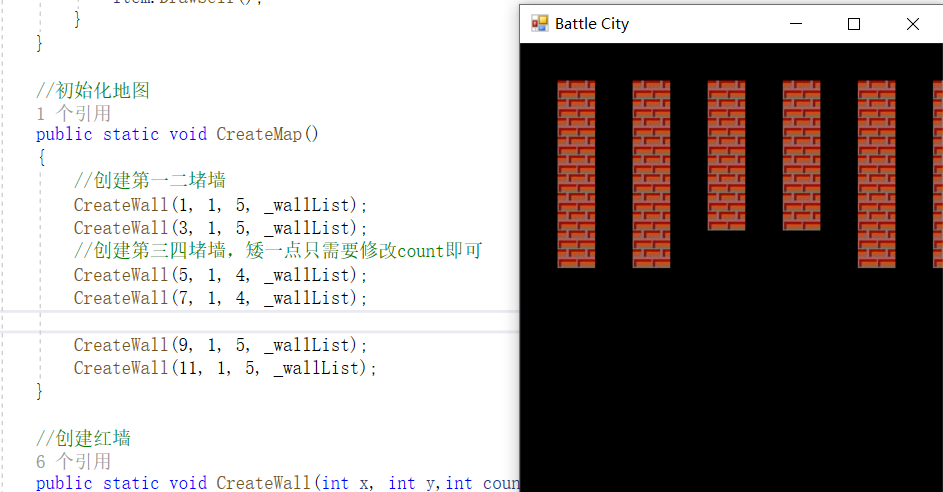 item.DrawSelf();
}
}
//初始化地图
1 个引用
public static void CreateMap()
{
//创建第一二堵墙
CreateWall(1, 1, 5, _wallList);
CreateWall(3, 1, 5, _wallList);
//创建第三四堵墙，矮一点只需要修改count即可
CreateWall(5, 1, 4, _wallList);
CreateWall(7, 1, 4, _wallList);
CreateWall(9, 1, 5, _wallList);
CreateWall(11, 1, 5, _wallList);
}
//创建红墙
6 个引用
public static void CreateWall(int x, int y,int coun
Battle City